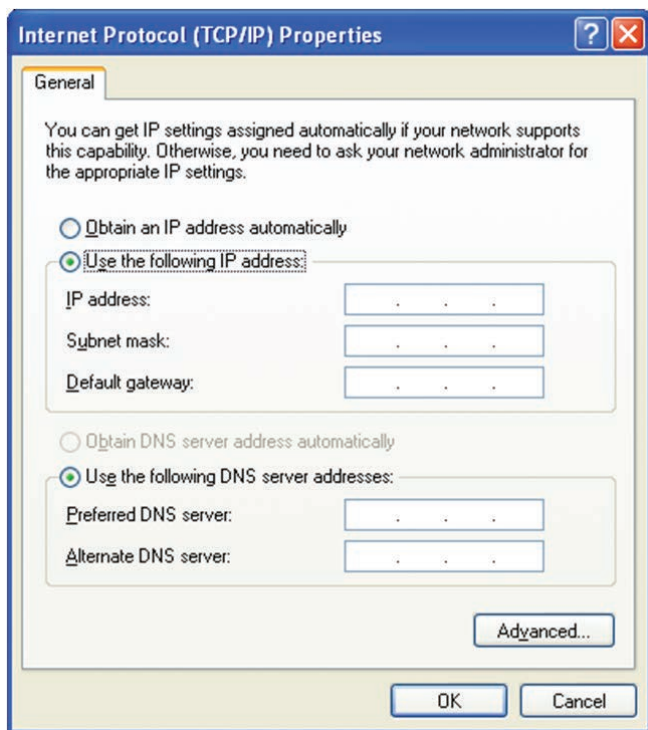 Internet Protocol (TCP/IP) Properties
General
You can get IP settings assigned automatically if your network supports
this capability. Otherwise, you need to ask your network administrator for
the appropriate IP settings.
Obtain an IP address automatically
Use the following IP address:
IP address:
Subnet mask:
Default gateway:
Obtain DNS server address automatically
Use the following DNS server addresses:
Preferred DNS server:
Alternate DNS server:
Advanced...
OK Cancel